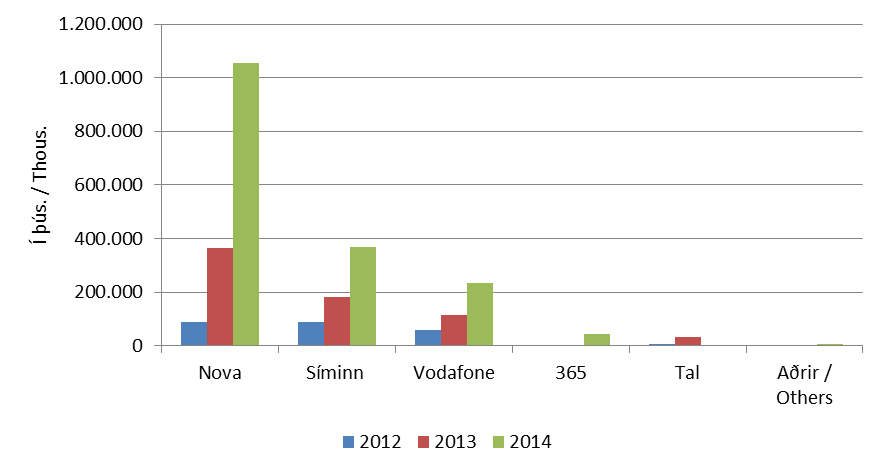 1.200.000
1.000.000
800.000
600.000
400.000
200.000
0
Í þús. / Thous.
Nova
Síminn
Vodafone
365
Tal
Aðrir /
Others
2012
2013
2014